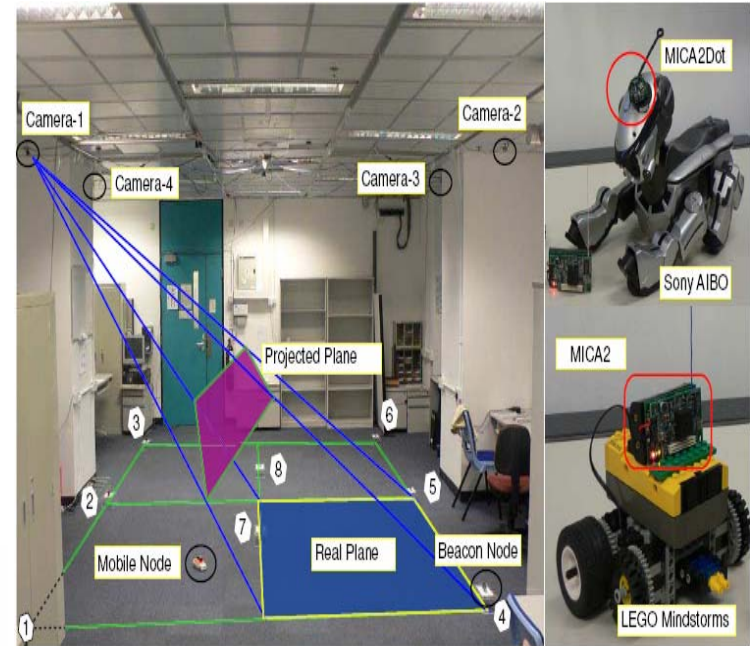 Camera-1
Camera-2
Camera-4
Camera-3
Projected Plane
3
6
2
8
5
7
Mobile Node
Real Plane
Beacon Node
1
4
MICA2Dot
Sony AIBO
MICA2
LEGO Mindstorms